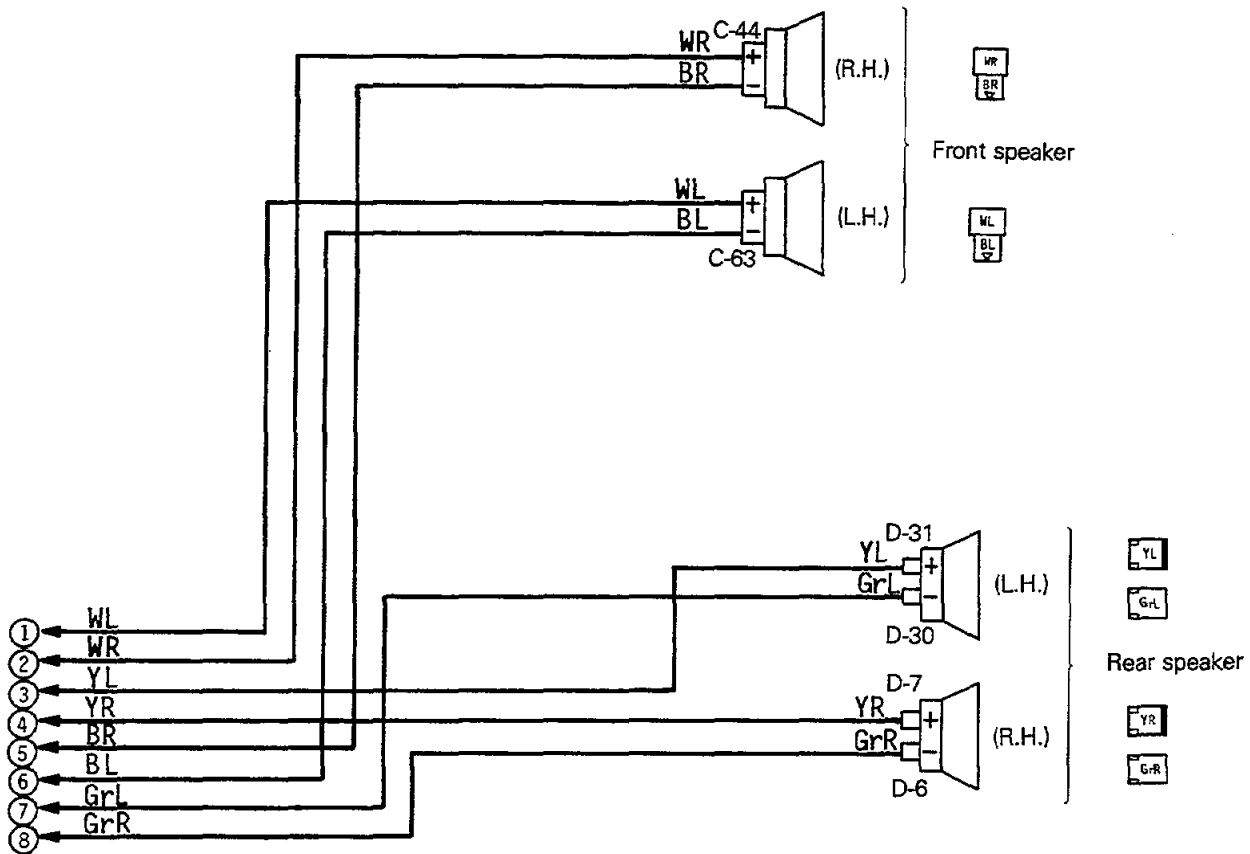 C-44
WR
BR
+
−
(R.H.)
WR
BR
Front speaker
WL
BL
+
−
(L.H.)
C-63
WL
BL
D-31
YL
GrL
+
−
(L.H.)
D-30
YL
GrL
Rear speaker
D-7
YR
GrR
+
−
(R.H.)
D-6
YR
GrR
1 WL
2 WR
3 YL
4 YR
5 BR
6 BL
7 GrL
8 GrR